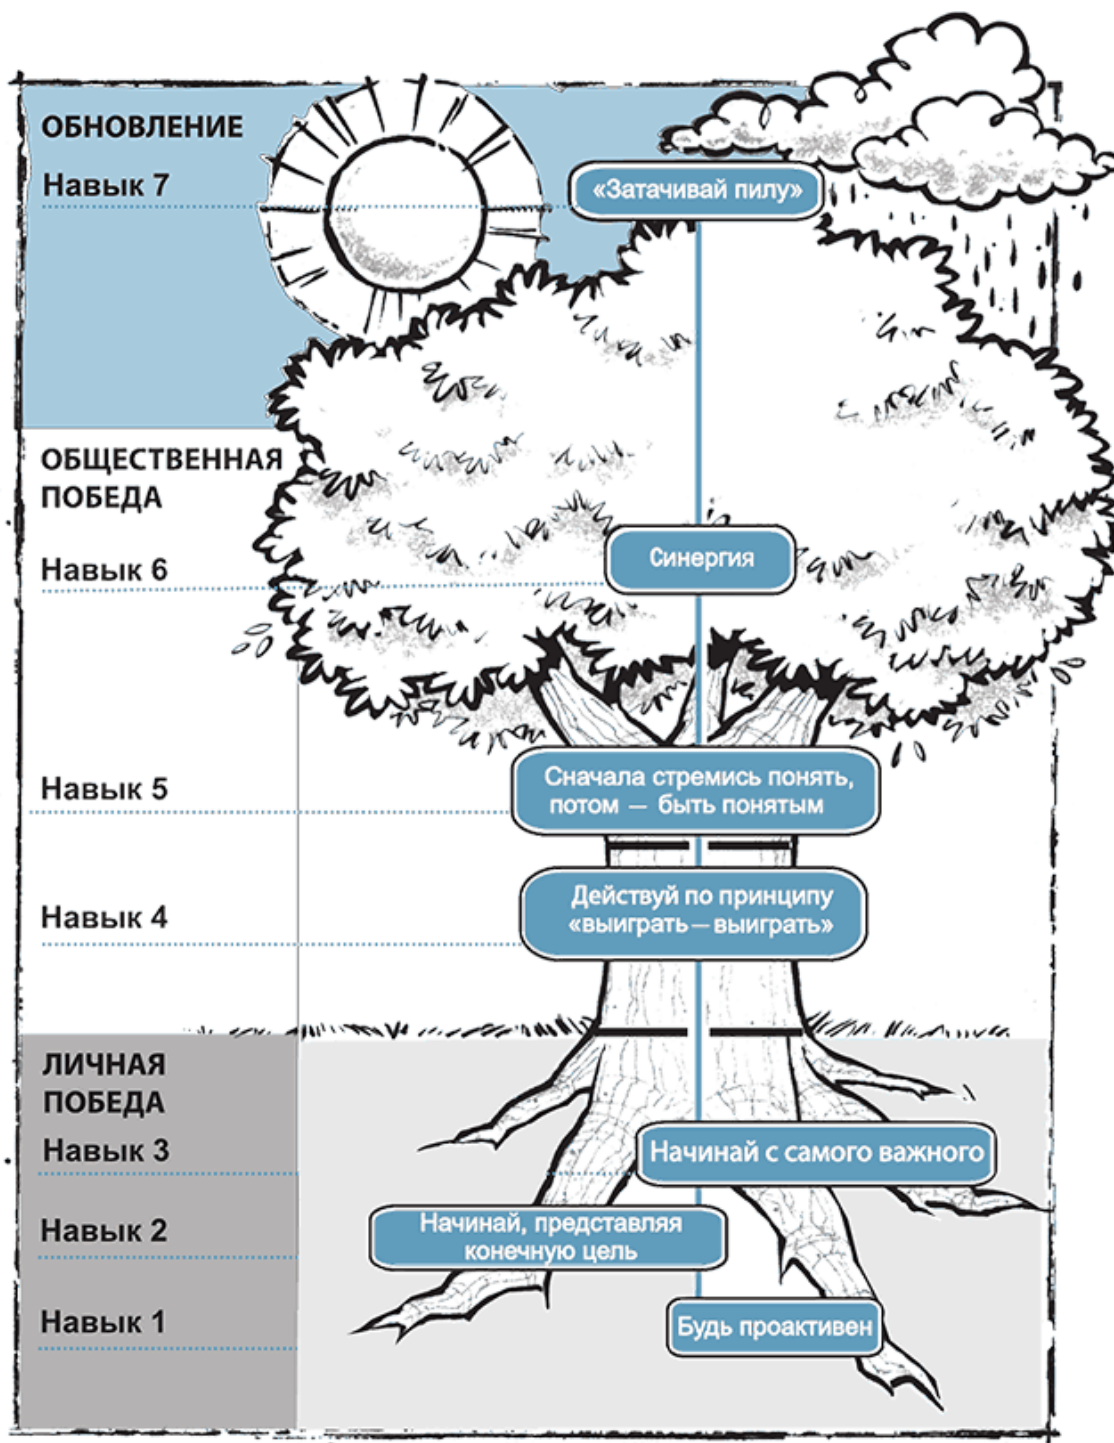 ОБНОВЛЕНИЕ
Навык 7
«Затачивай пилу»
ОБЩЕСТВЕННАЯ
ПОБЕДА
Навык 6
Синергия
Навык 5
Сначала стремись понять,
потом — быть понятым
Навык 4
Действуй по принципу
«выиграть—выиграть»
ЛИЧНАЯ
ПОБЕДА
Навык 3
Начинай с самого важного
Навык 2
Начинай, представляя
конечную цель
Навык 1
Будь проактивен